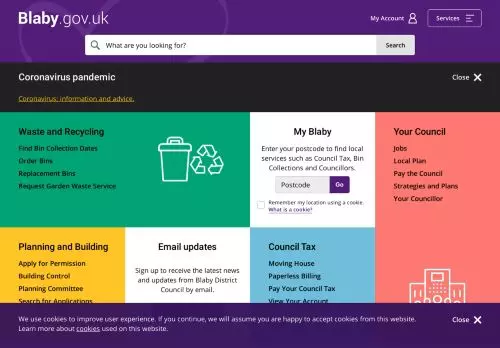 Blaby.gov.uk
My Account
Services
What are you looking for?
Search
Coronavirus pandemic
Close
Coronavirus: information and advice.
Waste and Recycling
Find Bin Collection Dates
Order Bins
Replacement Bins
Request Garden Waste Service
My Blaby
Enter your postcode to find local
services such as Council Tax, Bin
Collections and Councillors.
Postcode
Go
Remember my location using a cookie.
What is a cookie?
Your Council
Jobs
Local Plan
Pay the Council
Strategies and Plans
Your Councillor
Planning and Building
Apply for Permission
Building Control
Planning Committee
Search for Applications
Email updates
Sign up to receive the latest news
and updates from Blaby District
Council by email.
Council Tax
Moving House
Paperless Billing
Pay Your Council Tax
View Your Account
We use cookies to improve user experience. If you continue, we will assume you are happy to accept cookies from this website.
Learn more about cookies used on this website.
Close